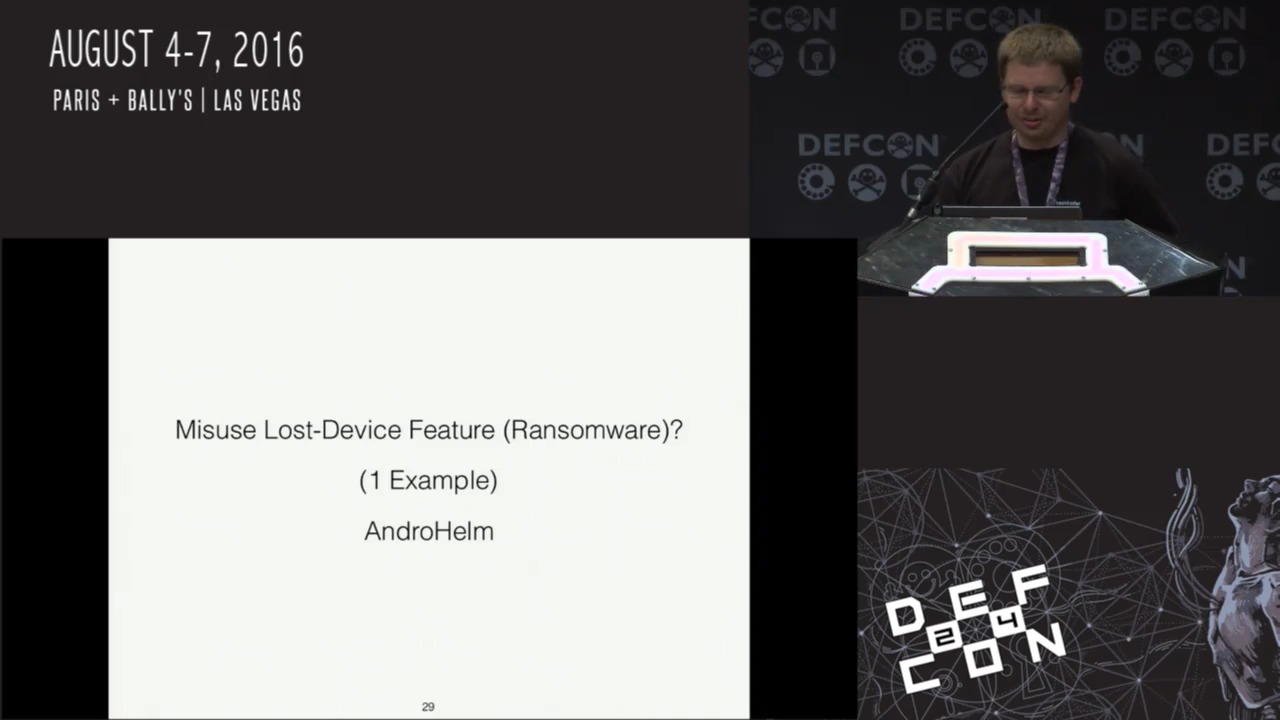 AUGUST 4-7, 2016
PARIS + BALLY'S | LAS VEGAS
DEFCON
DEFCON
DEFCON
DEFCON
Misuse Lost-Device Feature (Ransomware)?
(1 Example)
AndroHelm
29
DEF
24
CON